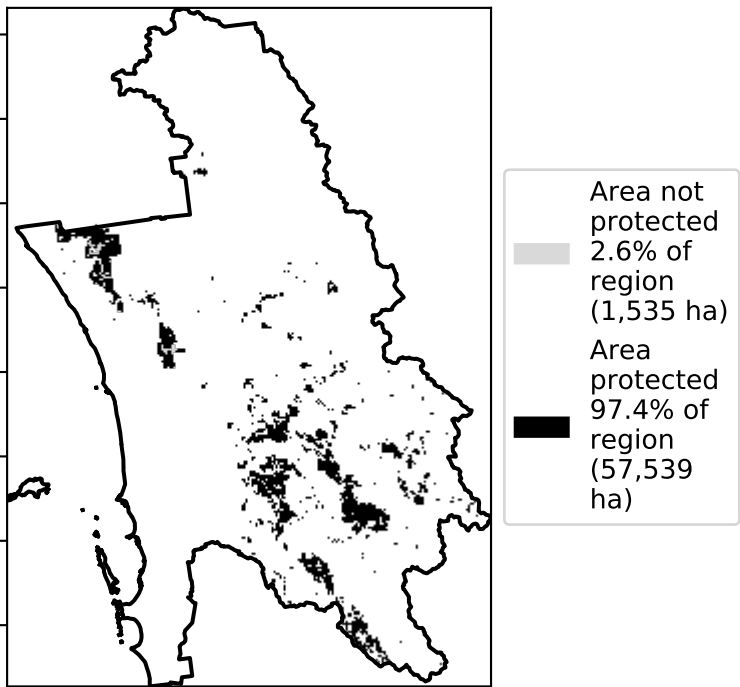 Area not
protected
2.6% of
region
(1,535 ha)
Area
protected
97.4% of
region
(57,539
ha)